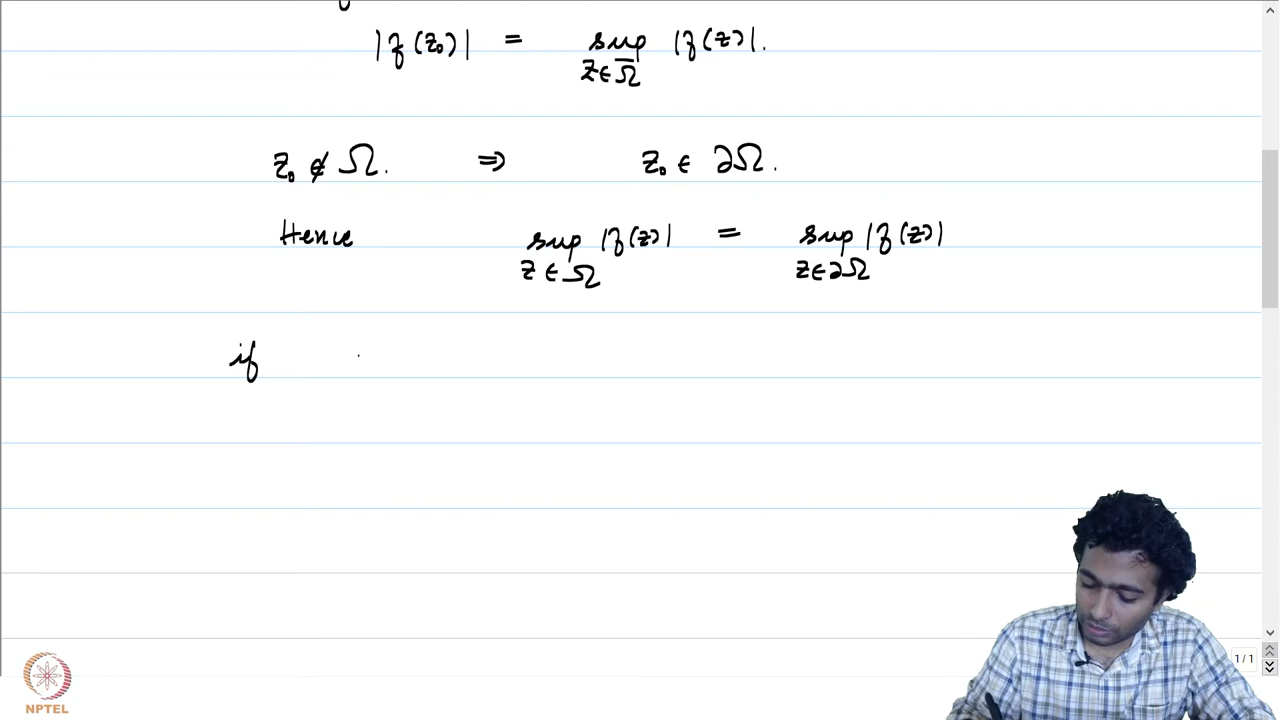 |f(z₀)| = sup_{z∈Ω̅} |f(z)|.
z₀ ∉ Ω. ⇒ z₀ ∈ ∂Ω.
Hence sup_{z∈Ω} |f(z)| = sup_{z∈∂Ω} |f(z)|
if
1 / 1
NPTEL